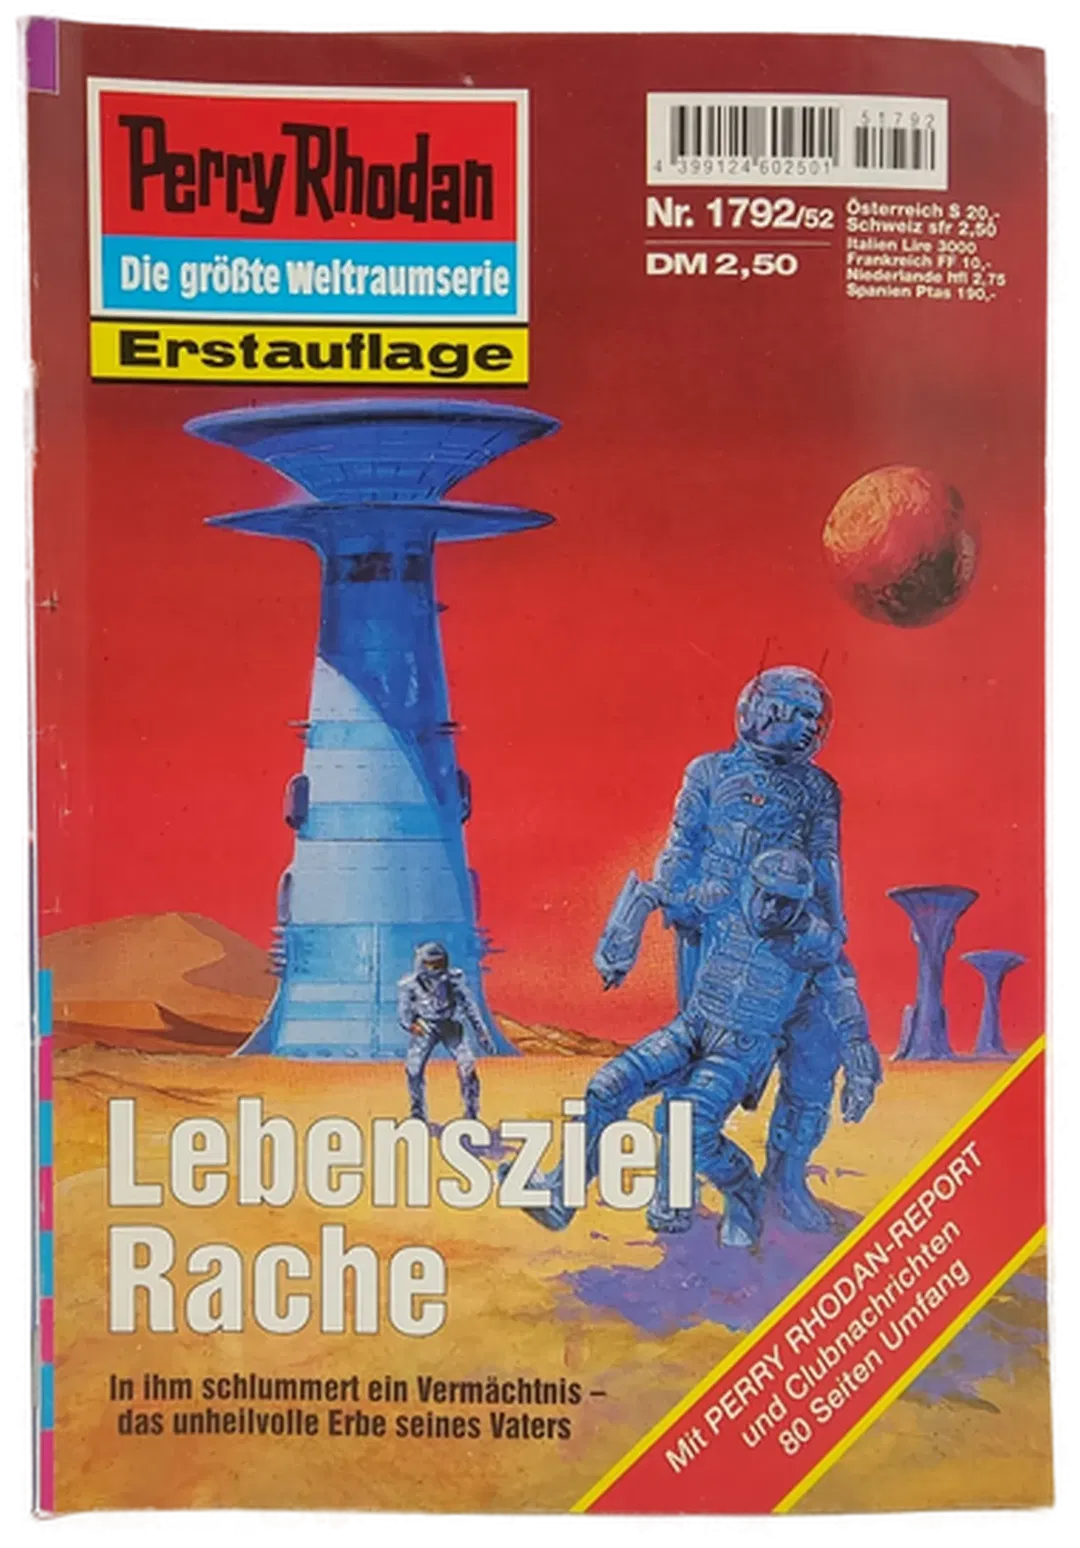 Perry Rhodan
Die größte Weltraumserie
Erstauflage
51792
4 399124 602501
Nr. 1792/52
DM 2,50
Österreich S 20,-
Schweiz sfr 2,50
Italien Lire 3000
Frankreich FF 10,-
Niederlande hfl 2,75
Spanien Ptas 190,-
Lebensziel
Rache
In ihm schlummert ein Vermächtnis –
das unheilvolle Erbe seines Vaters
Mit PERRY RHODAN-REPORT
und Clubnachrichten
80 Seiten Umfang